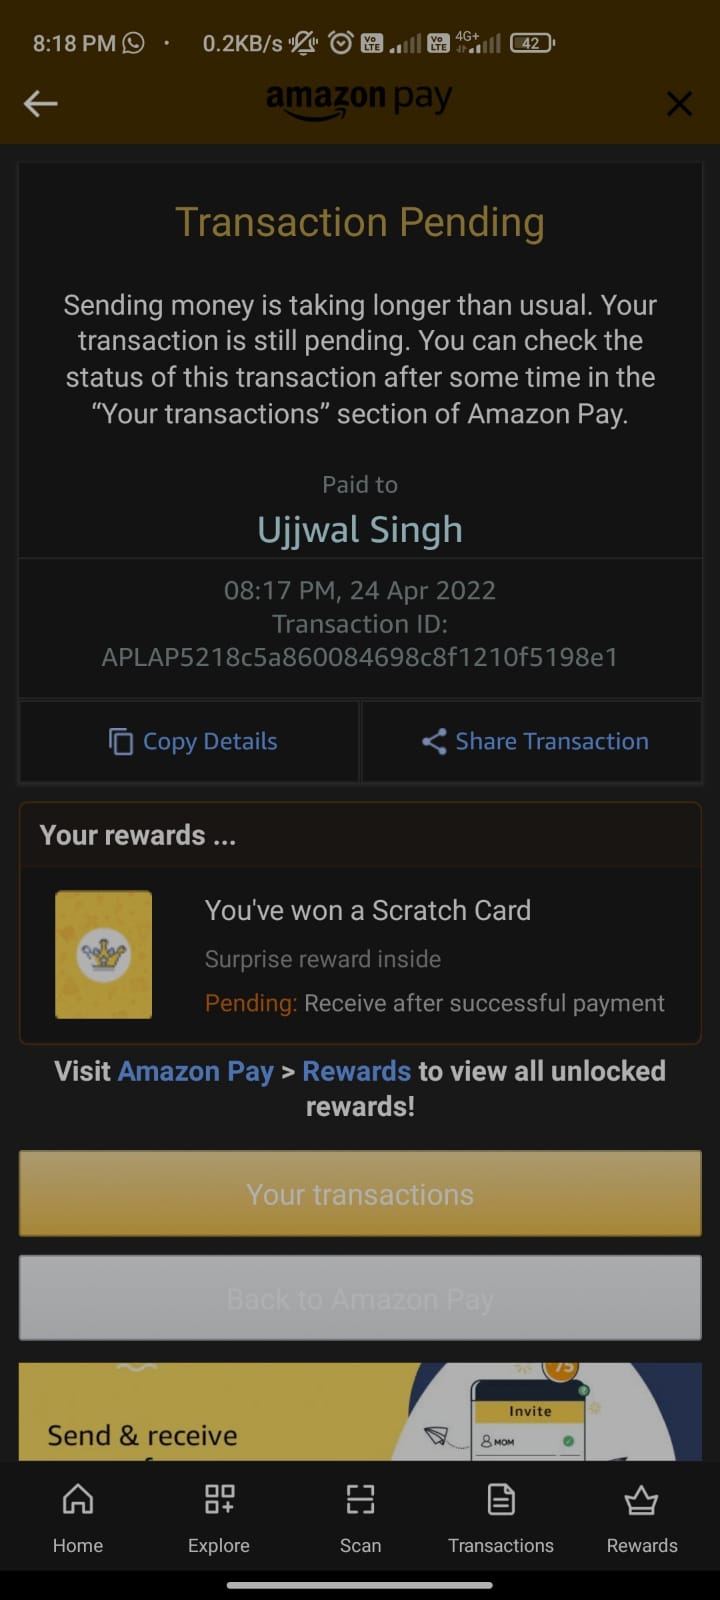 8:18 PM · 0.2KB/s Vo LTE Vo LTE 4G+ 42
amazon pay
Transaction Pending
Sending money is taking longer than usual. Your
transaction is still pending. You can check the
status of this transaction after some time in the
“Your transactions” section of Amazon Pay.
Paid to
Ujjwal Singh
08:17 PM, 24 Apr 2022
Transaction ID:
APLAP5218c5a860084698c8f1210f5198e1
Copy Details
Share Transaction
Your rewards ...
You've won a Scratch Card
Surprise reward inside
Pending: Receive after successful payment
Visit Amazon Pay > Rewards to view all unlocked
rewards!
Your transactions
Back to Amazon Pay
75
Invite
Send & receive
MOM
Home
Explore
Scan
Transactions
Rewards